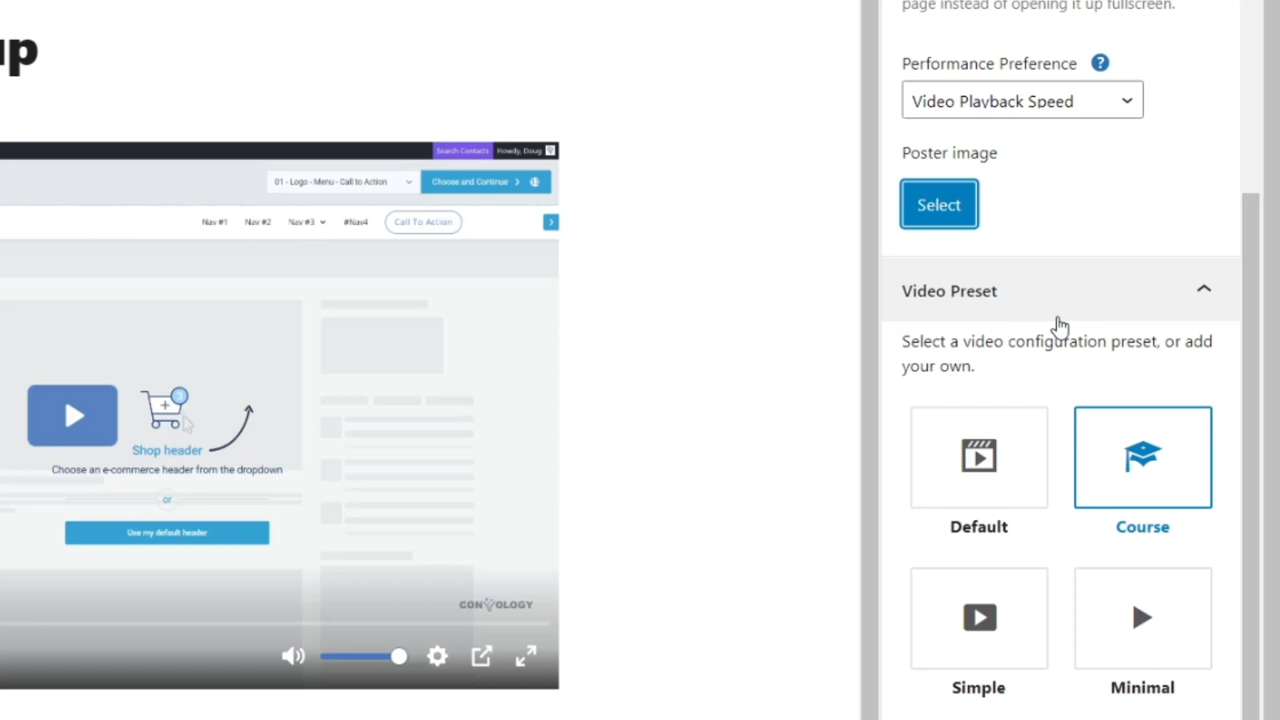 up
Search Contacts
Howdy, Doug
01 - Logo - Menu - Call to Action
Choose and Continue
Nav #1
Nav #2
Nav #3
#Nav4
Call To Action
Shop header
Choose an e-commerce header from the dropdown
or
Use my default header
CONVOLOGY
page instead of opening it up fullscreen.
Performance Preference ?
Video Playback Speed
Poster image
Select
Video Preset
Select a video configuration preset, or add
your own.
Default
Course
Simple
Minimal